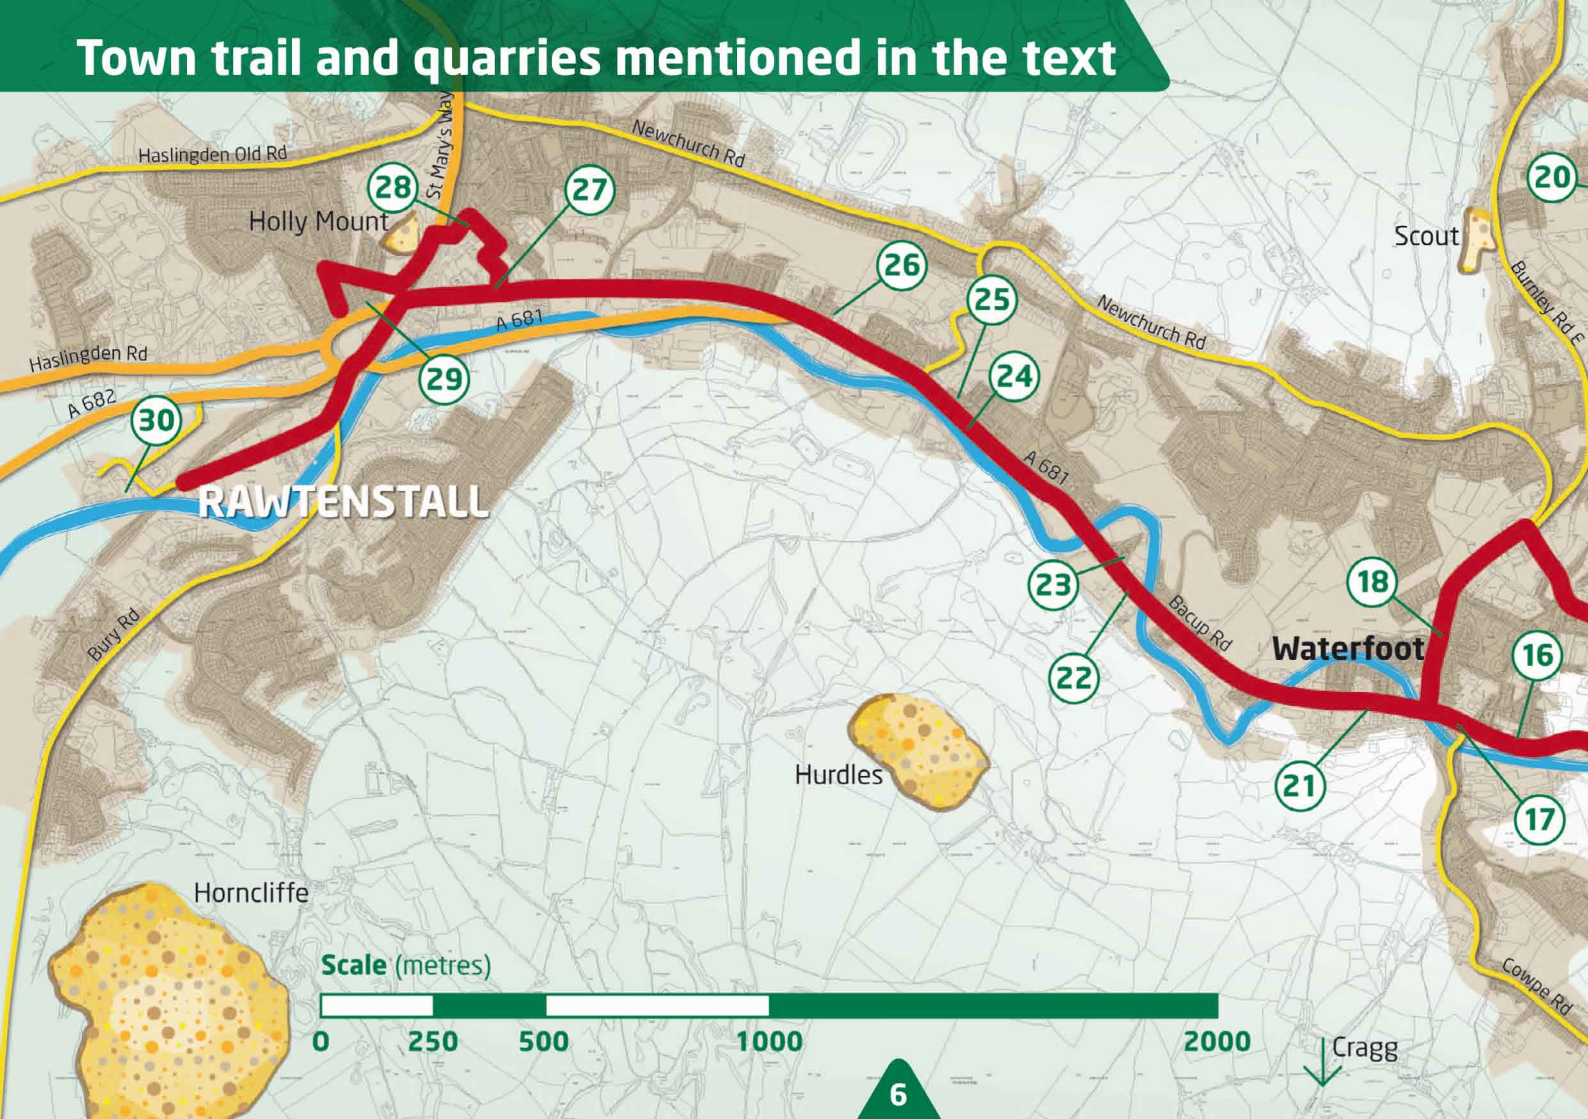 Town trail and quarries mentioned in the text
Haslingden Old Rd
St Mary's Way
Newchurch Rd
28
27
20
Holly Mount
Scout
26
25
Burnley Rd E
Newchurch Rd
A 681
Haslingden Rd
29
24
A 682
30
A 681
RAWTENSTALL
23
18
Bacup Rd
Bury Rd
Waterfoot
16
22
Hurdles
21
17
Horncliffe
Scale (metres)
Cowpe Rd
0 250 500 1000 2000
Cragg
6